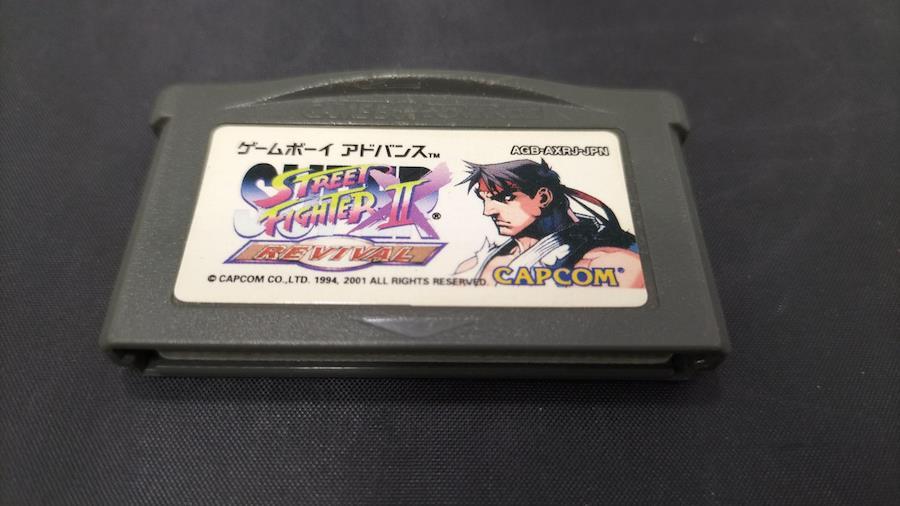 ゲームボーイ アドバンス™
AGB-AXRJ-JPN
SUPER
STREET
FIGHTER II X®
REVIVAL
© CAPCOM CO.,LTD. 1994, 2001 ALL RIGHTS RESERVED.
CAPCOM®